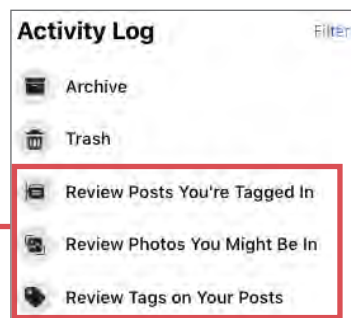 Activity Log
Filter
Archive
Trash
Review Posts You're Tagged In
Review Photos You Might Be In
Review Tags on Your Posts